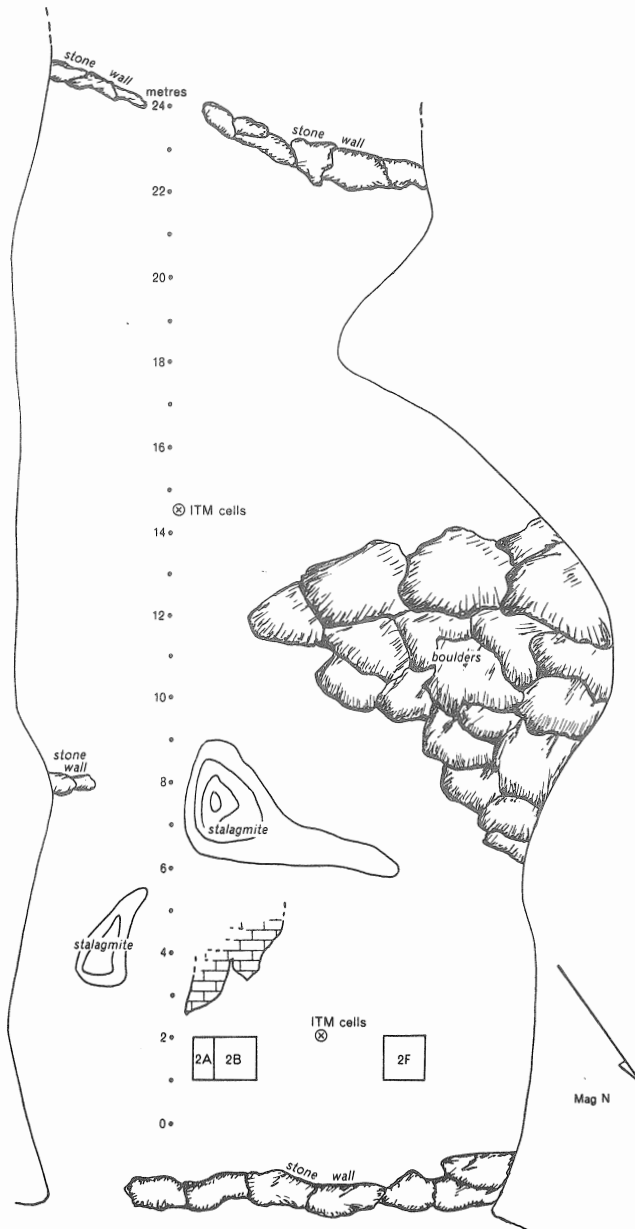 stone wall
metres
24
stone wall
22
20
18
16
ITM cells
14
12
boulders
10
stone
wall
8
stalagmite
6
stalagmite
4
ITM cells
2
2A
2B
2F
Mag N
0
stone wall